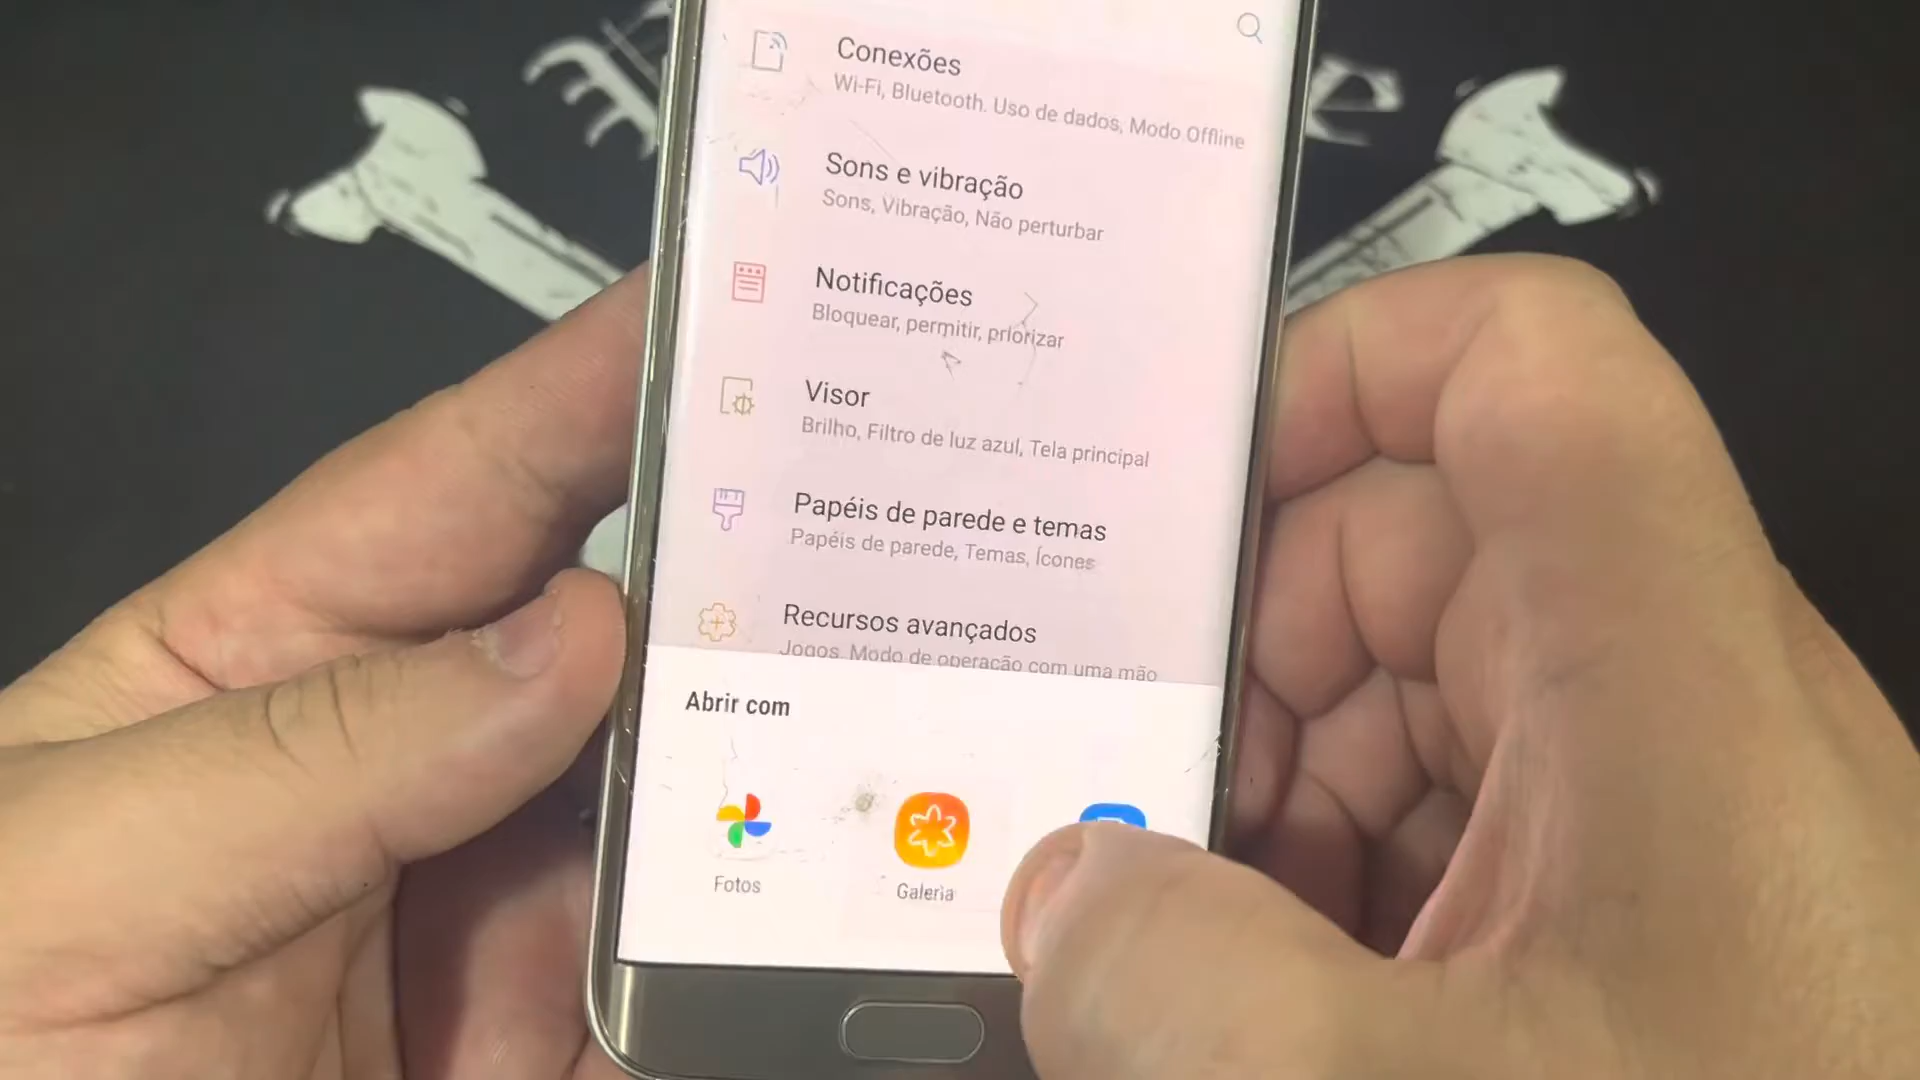 Conexões
Wi-Fi, Bluetooth. Uso de dados, Modo Offline
Sons e vibração
Sons, Vibração, Não perturbar
Notificações
Bloquear, permitir, priorizar
Visor
Brilho, Filtro de luz azul, Tela principal
Papéis de parede e temas
Papéis de parede, Temas, Ícones
Recursos avançados
Jogos. Modo de operação com uma mão
Abrir com
Fotos
Galeria